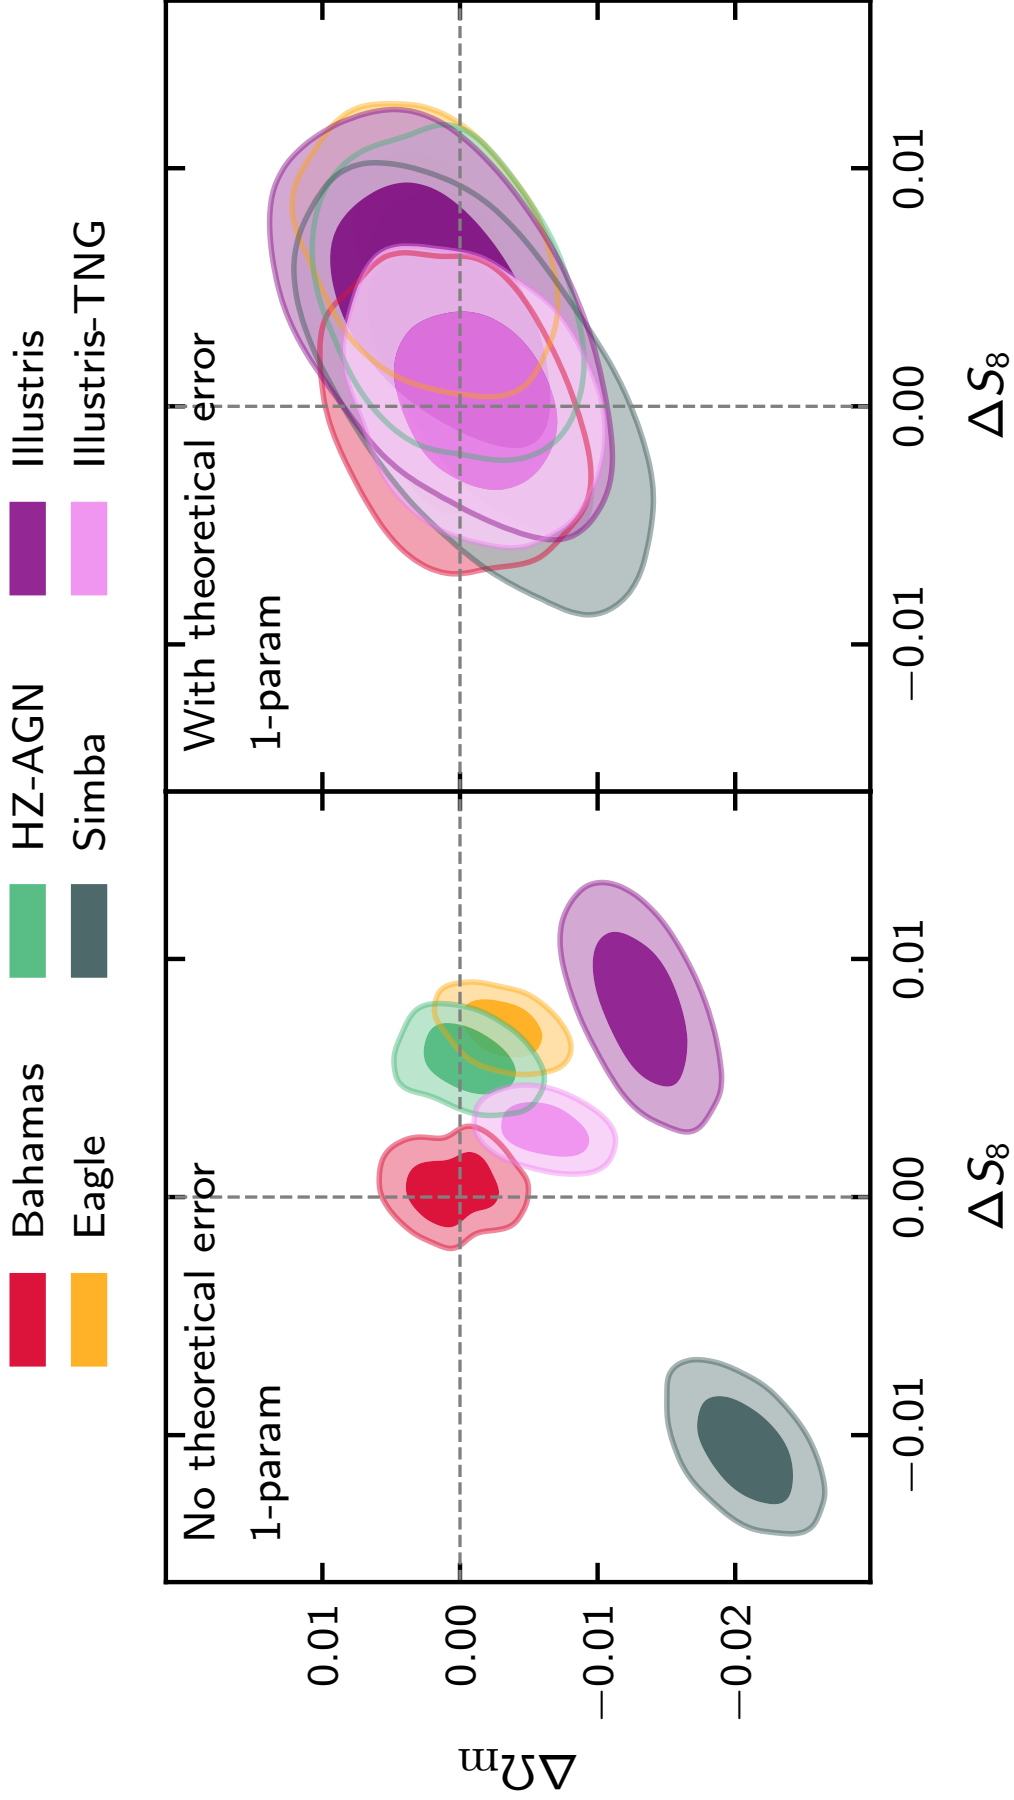 Bahamas HZ-AGN Illustris
Eagle Simba Illustris-TNG
No theoretical error
1-param
With theoretical error
1-param
0.01
0.00
−0.01
−0.02
ΔΩm
−0.01 0.00 0.01
ΔS8
−0.01 0.00 0.01
ΔS8